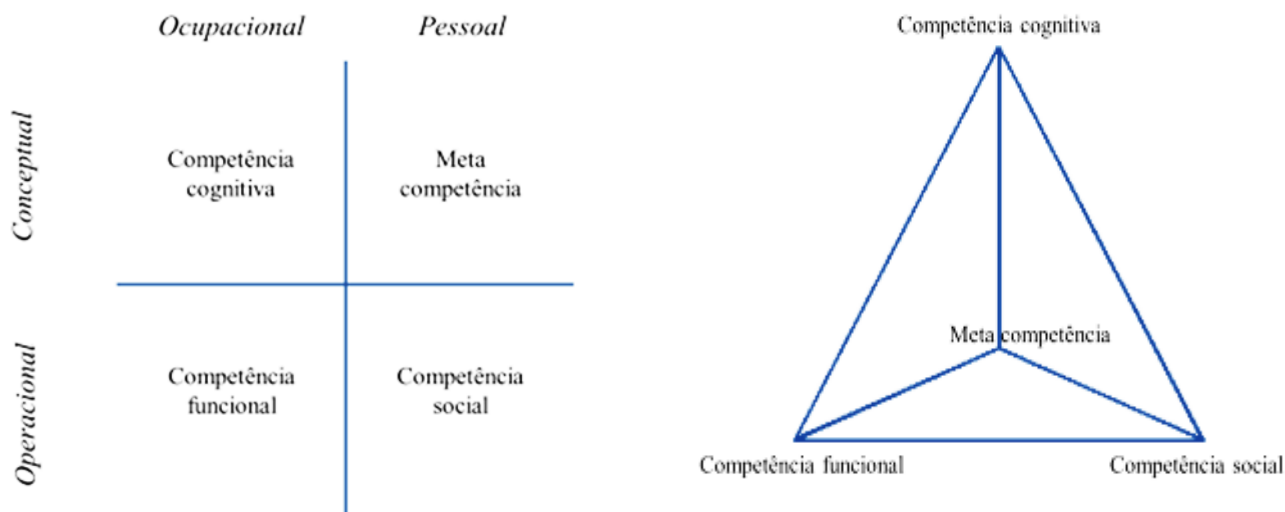 Ocupacional
Pessoal
Conceptual
Competência
cognitiva
Meta
competência
Operacional
Competência
funcional
Competência
social
Competência cognitiva
Meta competência
Competência funcional
Competência social